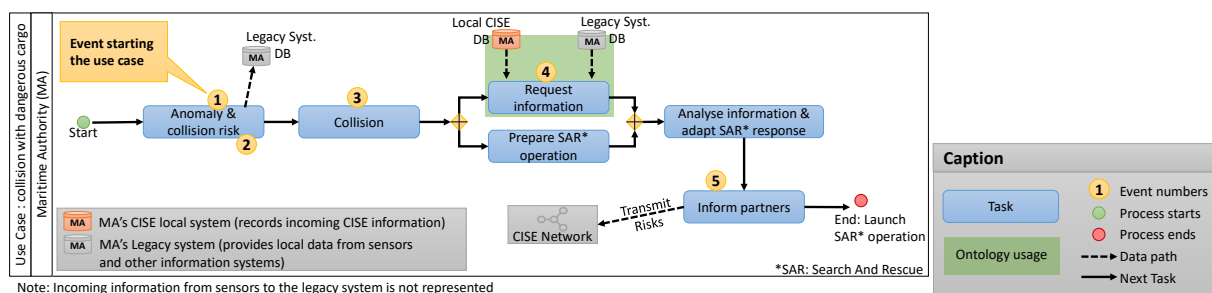 Use Case : collision with dangerous cargo
Maritime Authority (MA)
Event starting
the use case
Legacy Syst.
DB
MA
Local CISE
DB
MA
Legacy Syst.
DB
MA
Start
1
Anomaly &
collision risk
2
3
Collision
4
Request
information
Prepare SAR*
operation
Analyse information &
adapt SAR* response
5
Inform partners
Transmit
Risks
CISE Network
End: Launch
SAR* operation
MA
MA's CISE local system (records incoming CISE information)
MA
MA's Legacy system (provides local data from sensors
and other information systems)
*SAR: Search And Rescue
Note: Incoming information from sensors to the legacy system is not represented
Caption
Task
Ontology usage
1
Event numbers
Process starts
Process ends
Data path
Next Task